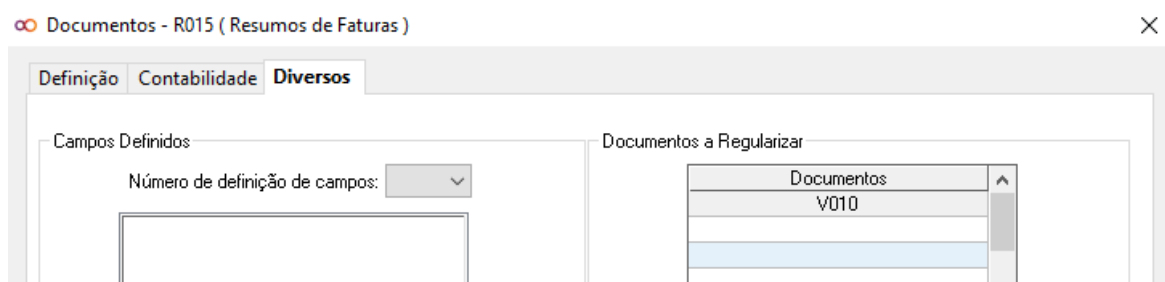 Documentos - R015 ( Resumos de Faturas )
Definição Contabilidade Diversos
Campos Definidos
Número de definição de campos:
Documentos a Regularizar
Documentos
V010